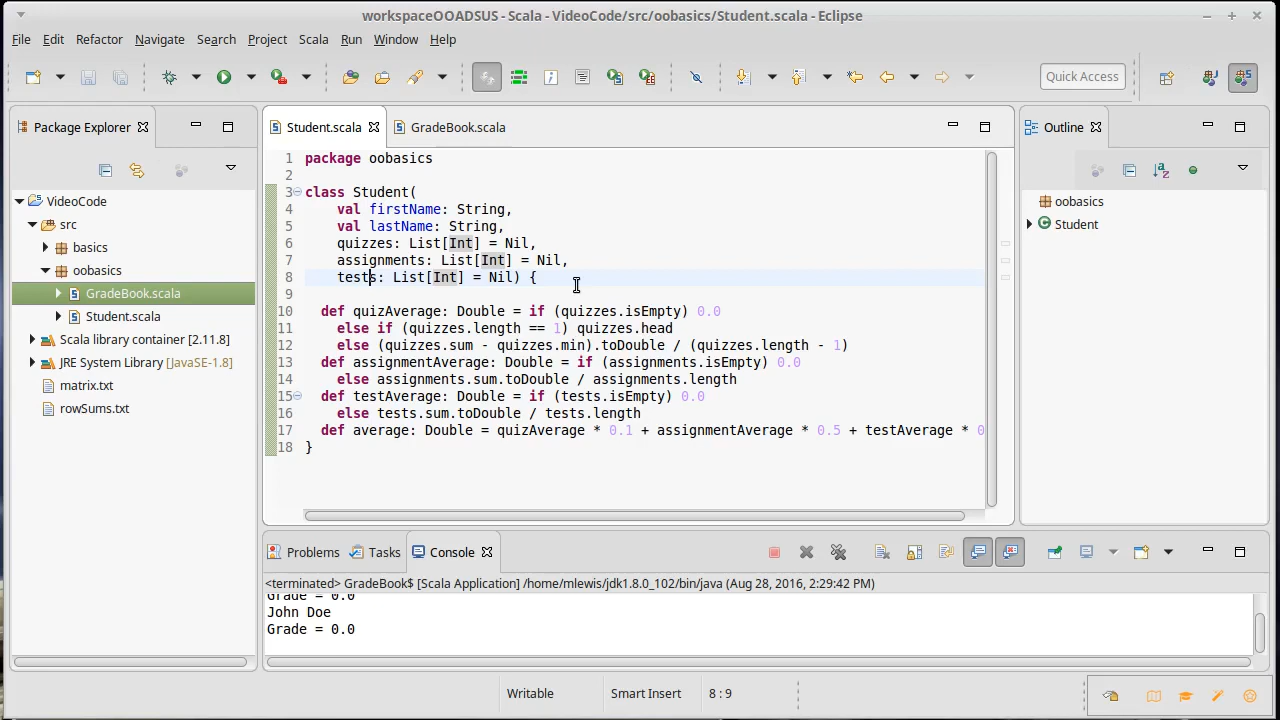 workspaceOOADSUS - Scala - VideoCode/src/oobasics/Student.scala - Eclipse
File Edit Refactor Navigate Search Project Scala Run Window Help
Quick Access
Package Explorer
VideoCode
src
basics
oobasics
GradeBook.scala
Student.scala
Scala library container [2.11.8]
JRE System Library [JavaSE-1.8]
matrix.txt
rowSums.txt
Student.scala GradeBook.scala
1 package oobasics
2
3 class Student(
4 val firstName: String,
5 val lastName: String,
6 quizzes: List[Int] = Nil,
7 assignments: List[Int] = Nil,
8 tests: List[Int] = Nil) {
9
10 def quizAverage: Double = if (quizzes.isEmpty) 0.0
11 else if (quizzes.length == 1) quizzes.head
12 else (quizzes.sum - quizzes.min).toDouble / (quizzes.length - 1)
13 def assignmentAverage: Double = if (assignments.isEmpty) 0.0
14 else assignments.sum.toDouble / assignments.length
15 def testAverage: Double = if (tests.isEmpty) 0.0
16 else tests.sum.toDouble / tests.length
17 def average: Double = quizAverage * 0.1 + assignmentAverage * 0.5 + testAverage * 0
18 }
Outline
oobasics
Student
Problems Tasks Console
<terminated> GradeBook$ [Scala Application] /home/mlewis/jdk1.8.0_102/bin/java (Aug 28, 2016, 2:29:42 PM)
Grade = 0.0
John Doe
Grade = 0.0
Writable Smart Insert 8 : 9